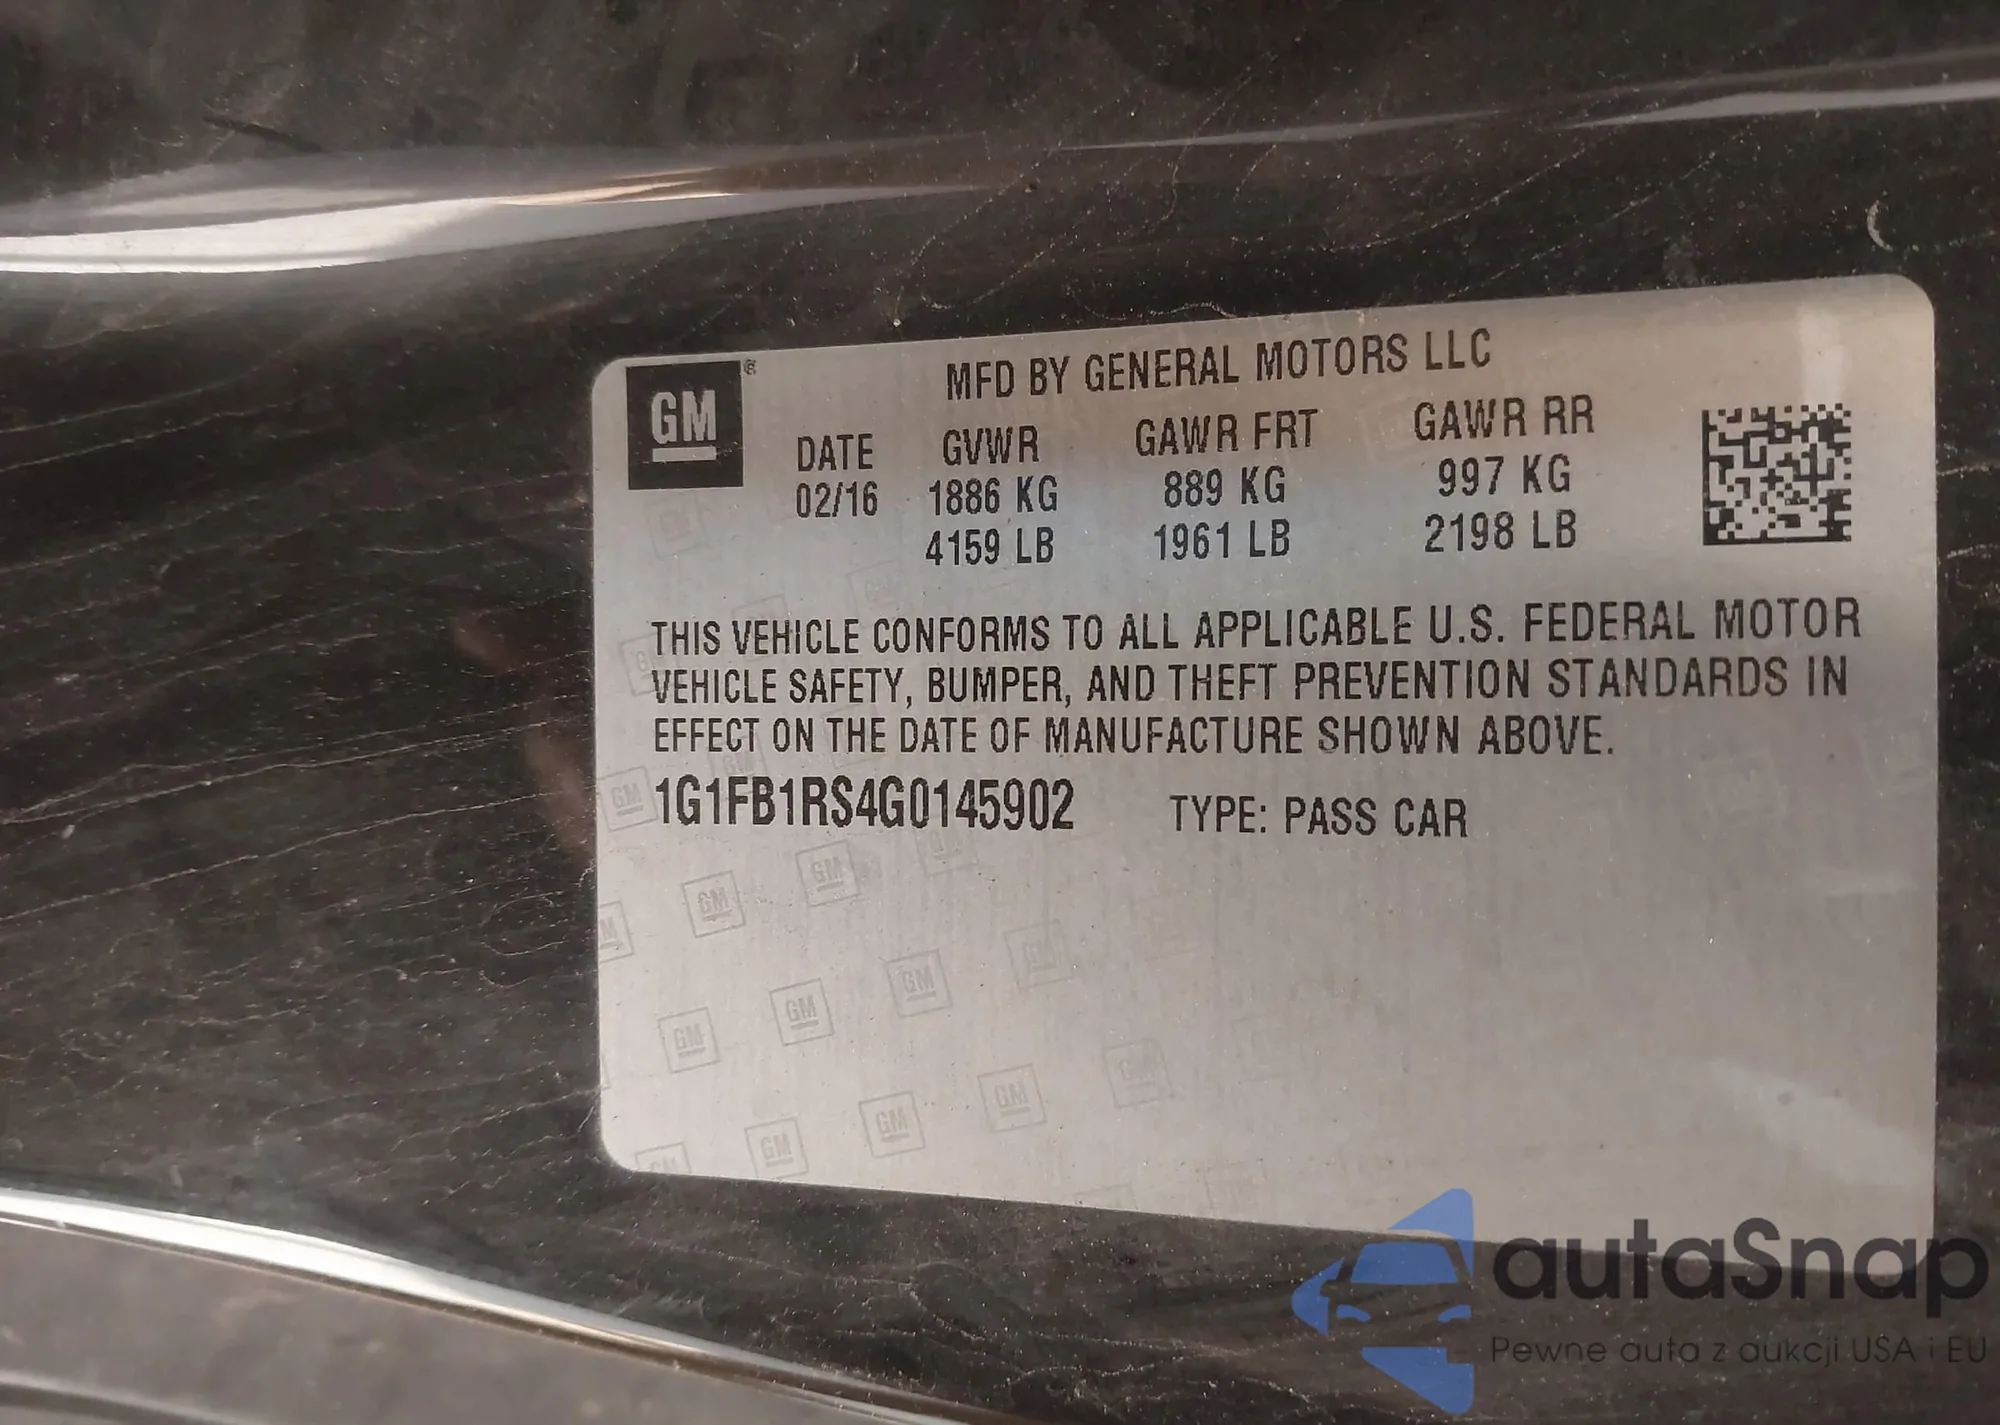 GM®
MFD BY GENERAL MOTORS LLC
DATE GVWR GAWR FRT GAWR RR
02/16 1886 KG 889 KG 997 KG
4159 LB 1961 LB 2198 LB
THIS VEHICLE CONFORMS TO ALL APPLICABLE U.S. FEDERAL MOTOR
VEHICLE SAFETY, BUMPER, AND THEFT PREVENTION STANDARDS IN
EFFECT ON THE DATE OF MANUFACTURE SHOWN ABOVE.
1G1FB1RS4G0145902 TYPE: PASS CAR
autaSnap
Pewne auta z aukcji USA i EU